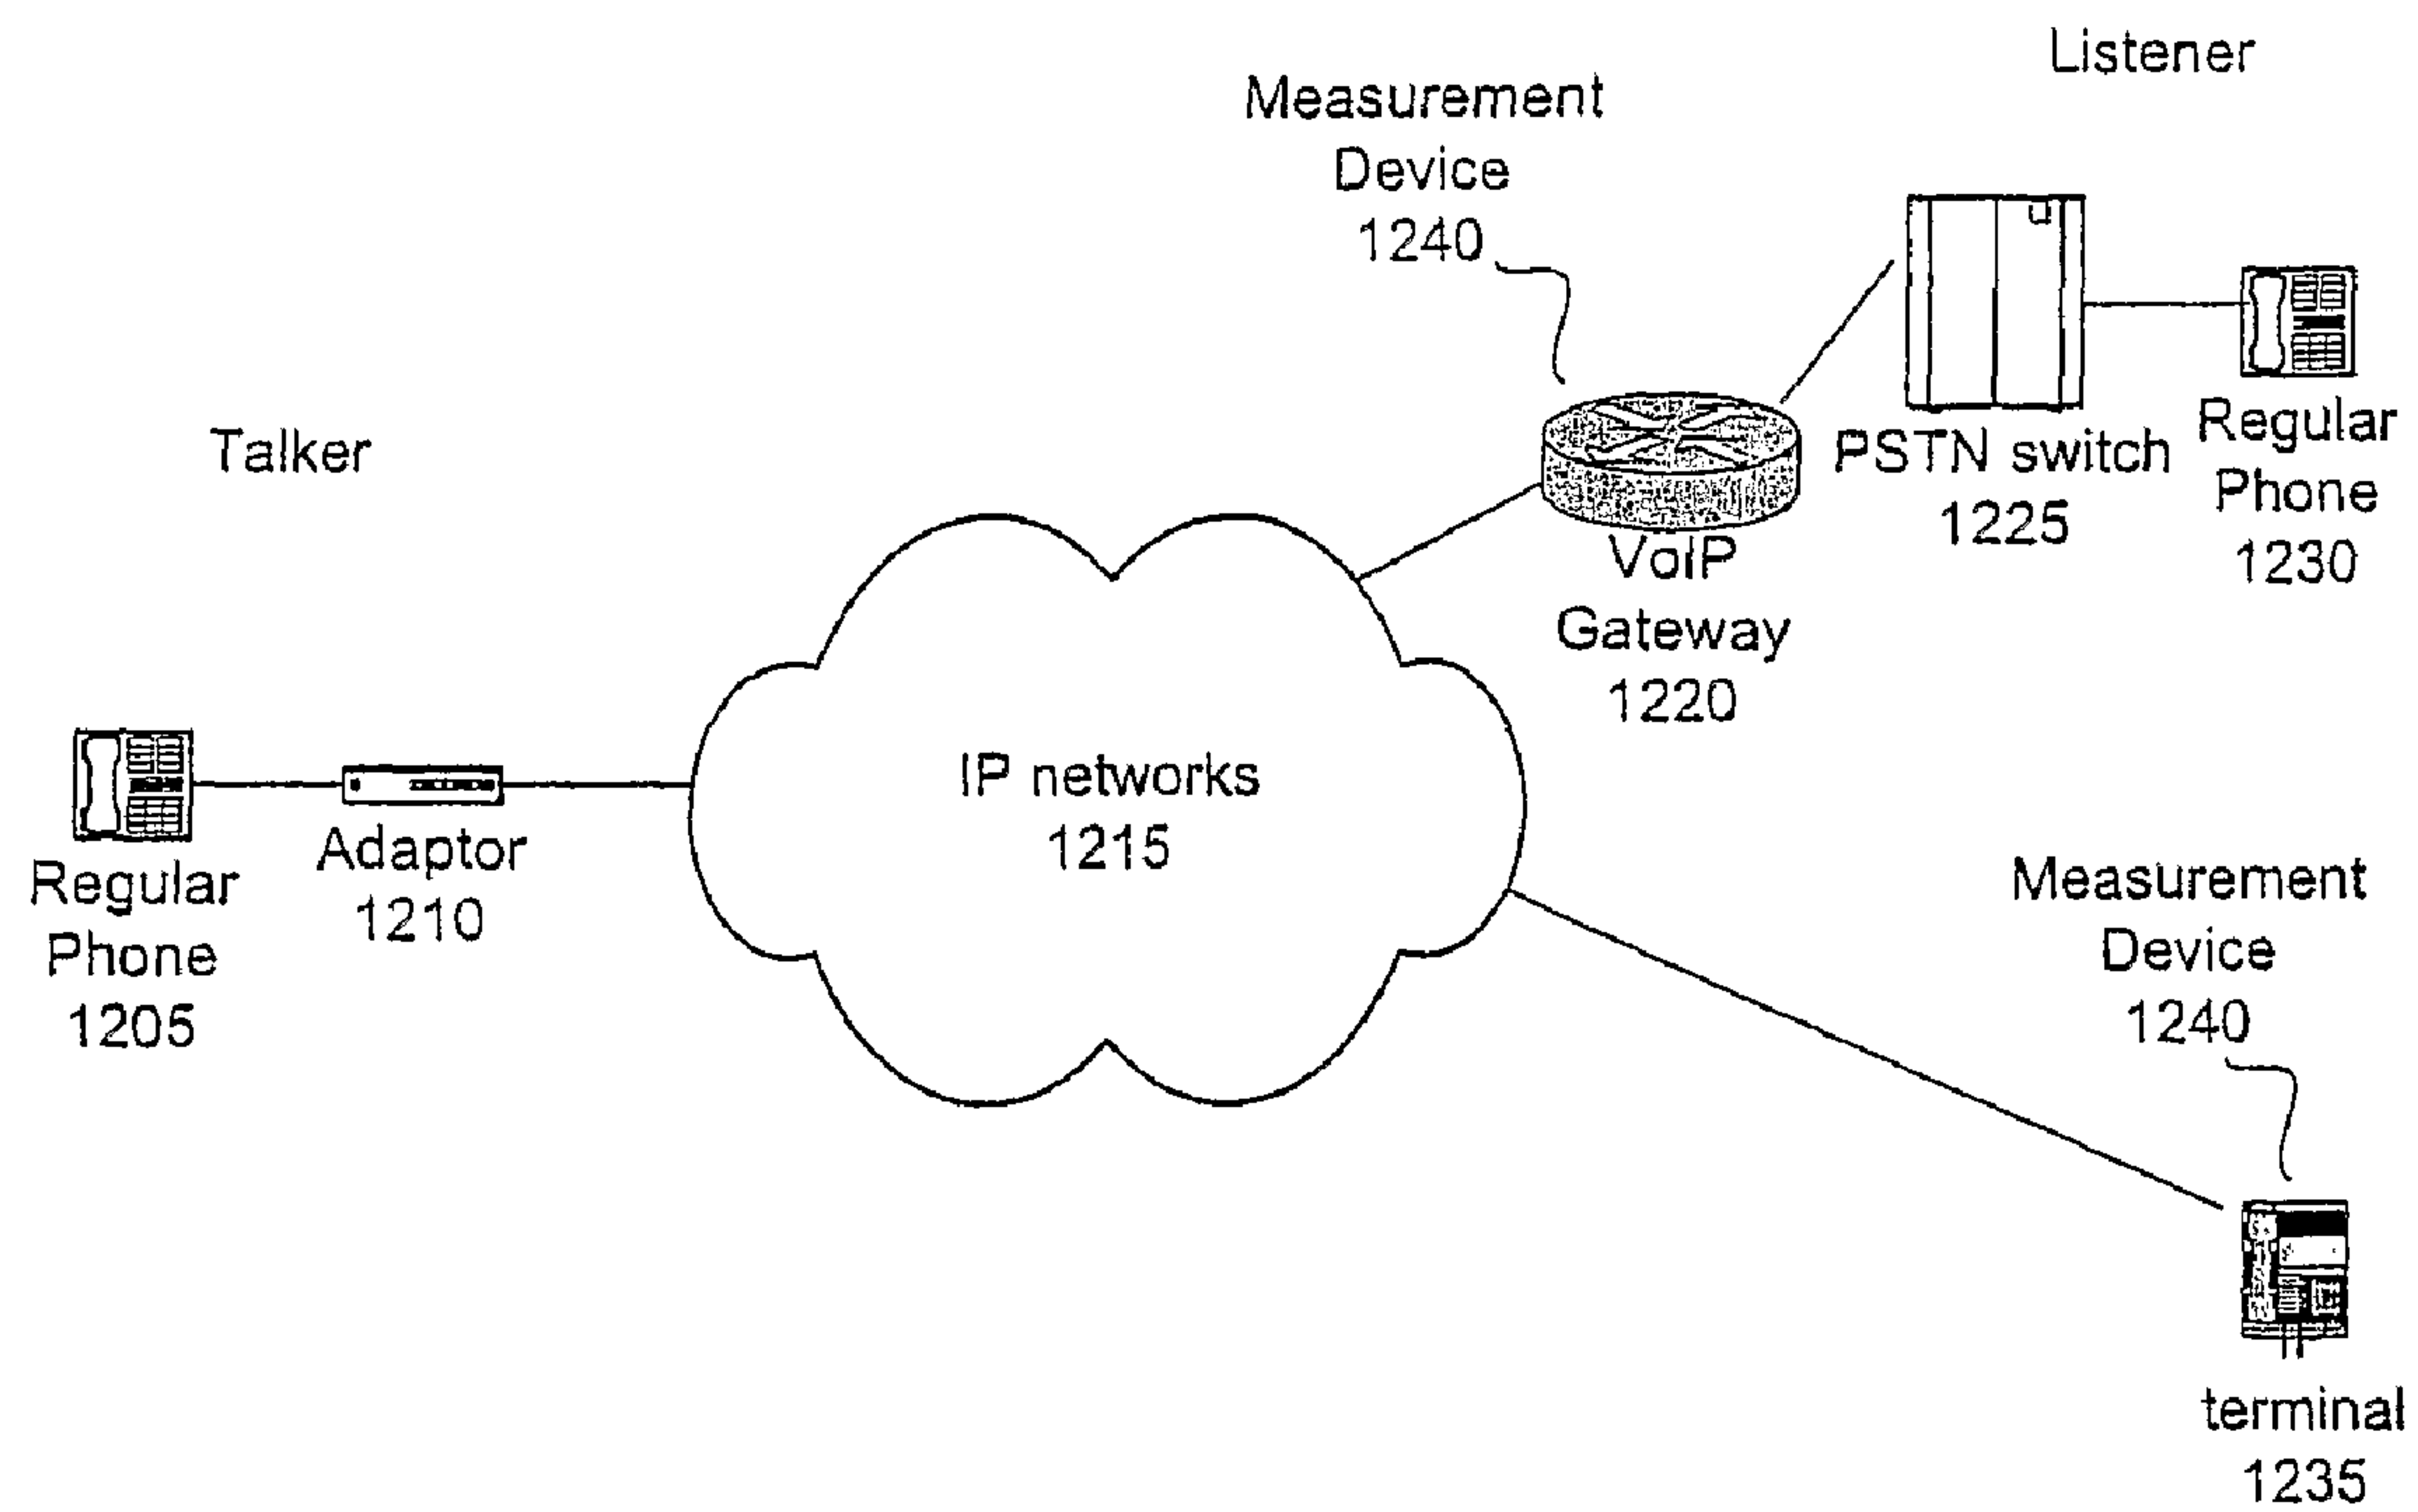 Listener
Measurement
Device
1240
Talker
PSTN switch
1225
Regular
Phone
1230
VoIP
Gateway
1220
IP networks
1215
Adaptor
1210
Regular
Phone
1205
Measurement
Device
1240
terminal
1235